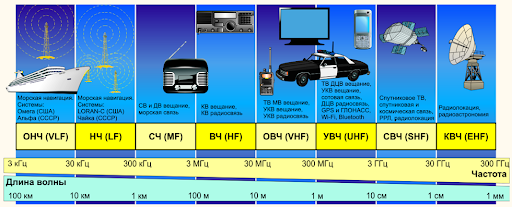 Морская навигация.
Системы:
Омега (США)
Альфа (СССР)
Морская навигация.
Системы:
LORAN-C (США)
Чайка (СССР)
СВ и ДВ вещание,
морская связь
КВ вещание,
КВ радиосвязь
ТВ МВ вещание,
УКВ вещание,
УКВ радиосвязь
ТВ ДЦВ вещание,
УКВ вещание,
сотовая связь,
ДЦВ радиосвязь,
GPS и ГЛОНАСС,
Wi-Fi, Bluetooth
Спутниковое ТВ,
спутниковая и
космическая связь,
РРЛ, радиолокация
Радиолокация,
радиоастрономия
ОНЧ (VLF) НЧ (LF) СЧ (MF) ВЧ (HF) ОВЧ (VHF) УВЧ (UHF) СВЧ (SHF) КВЧ (EHF)
3 кГц 30 кГц 300 кГц 3 МГц 30 МГц 300 МГц 3 ГГц 30 ГГц 300 ГГц
Частота
Длина волны
100 км 10 км 1 км 100 м 10 м 1 м 10 см 1 см 1 мм